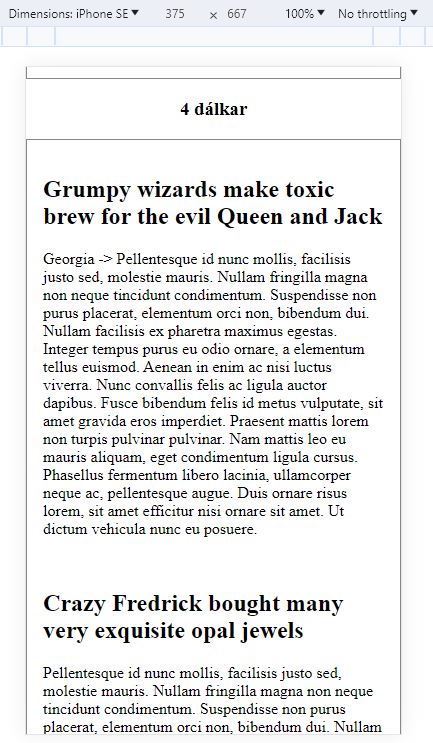 Dimensions: iPhone SE ▼ 375 x 667 100% ▼ No throttling ▼
4 dálkar
Grumpy wizards make toxic
brew for the evil Queen and Jack
Georgia -> Pellentesque id nunc mollis, facilisis
justo sed, molestie mauris. Nullam fringilla magna
non neque tincidunt condimentum. Suspendisse non
purus placerat, elementum orci non, bibendum dui.
Nullam facilisis ex pharetra maximus egestas.
Integer tempus purus eu odio ornare, a elementum
tellus euismod. Aenean in enim ac nisi luctus
viverra. Nunc convallis felis ac ligula auctor
dapibus. Fusce bibendum felis id metus vulputate, sit
amet gravida eros imperdiet. Praesent mattis lorem
non turpis pulvinar pulvinar. Nam mattis leo eu
mauris aliquam, eget condimentum ligula cursus.
Phasellus fermentum libero lacinia, ullamcorper
neque ac, pellentesque augue. Duis ornare risus
lorem, sit amet efficitur nisi ornare sit amet. Ut
dictum vehicula nunc eu posuere.
Crazy Fredrick bought many
very exquisite opal jewels
Pellentesque id nunc mollis, facilisis justo sed,
molestie mauris. Nullam fringilla magna non neque
tincidunt condimentum. Suspendisse non purus
placerat, elementum orci non, bibendum dui. Nullam